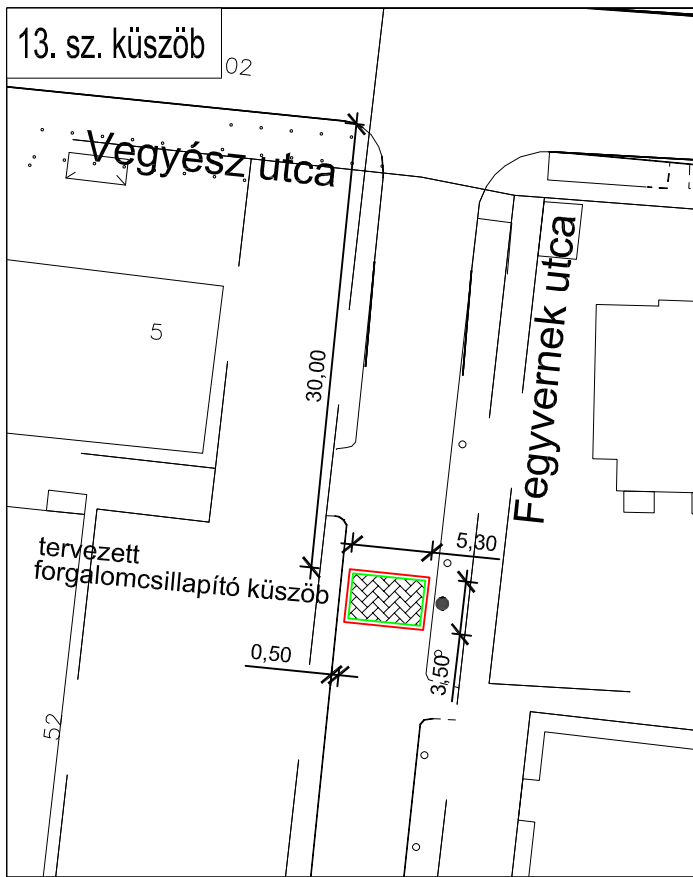 13. sz. küszöb
02
Vegyész utca
Fegyvernek utca
5
30,00
5,30
tervezett
forgalomcsillapító küszöb
0,50
3,50
52